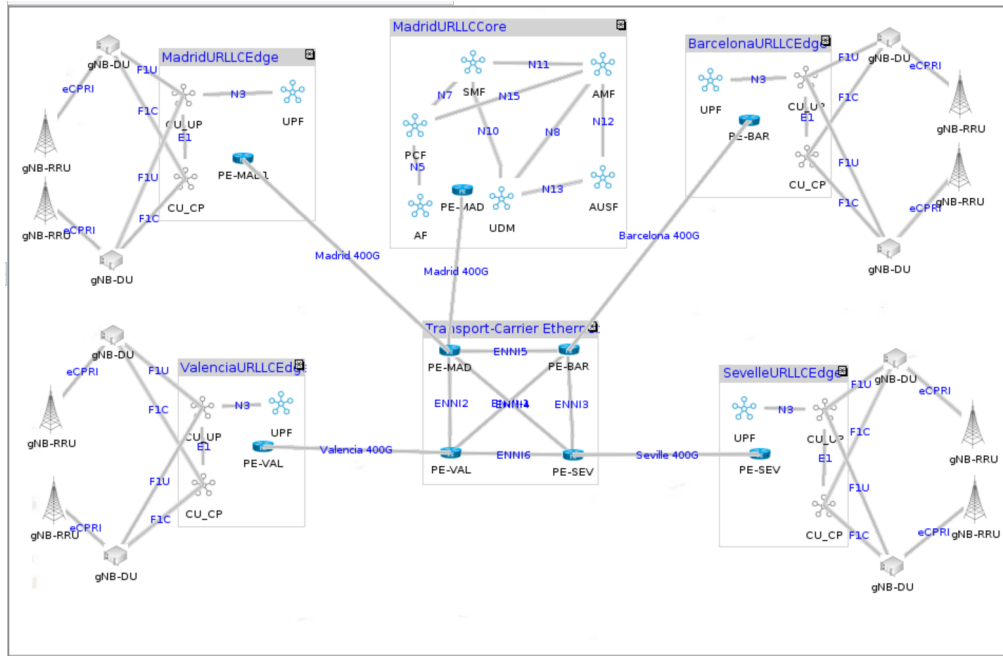 MadridURLLCEdge
gNB-DU
F1U
eCPRI
N3
F1C
CU_UP
UPF
E1
gNB-RRU
PE-MAD1
F1U
CU_CP
F1C
gNB-RRU
eCPRI
gNB-DU
MadridURLLCCore
N11
SMF
AMF
N7
N15
PCF
N10
N8
N12
N5
N13
PE-MAD
UDM
AUSF
AF
BarcelonaURLLCEdge
gNB-DU
F1U
eCPRI
N3
F1C
UPF
CU_UP
E1
PE-BAR
gNB-RRU
F1U
CU_CP
F1C
gNB-RRU
eCPRI
gNB-DU
Madrid 400G
Madrid 400G
Barcelona 400G
Transport-Carrier Ethernet
ENNI5
PE-MAD
PE-BAR
ENNI2
ENNI3
PE-VAL
ENNI6
PE-SEV
Valencia 400G
Seville 400G
ValenciaURLLCEdge
gNB-DU
F1U
eCPRI
N3
F1C
CU_UP
UPF
E1
gNB-RRU
PE-VAL
F1U
CU_CP
F1C
gNB-RRU
eCPRI
gNB-DU
SevelleURLLCEdge
gNB-DU
F1U
eCPRI
N3
F1C
UPF
CU_UP
E1
PE-SEV
gNB-RRU
F1U
CU_CP
F1C
gNB-RRU
eCPRI
gNB-DU